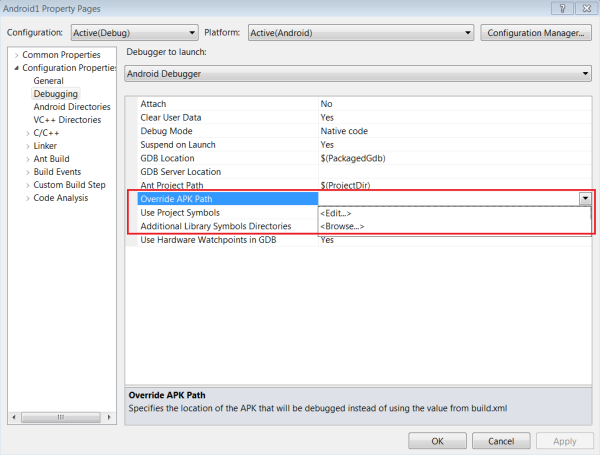 Android1 Property Pages
Configuration: Active(Debug) Platform: Active(Android) Configuration Manager...
Common Properties
Configuration Propertie
General
Debugging
Android Directories
VC++ Directories
C/C++
Linker
Ant Build
Build Events
Custom Build Step
Code Analysis
Debugger to launch:
Android Debugger
Attach No
Clear User Data Yes
Debug Mode Native code
Suspend on Launch Yes
GDB Location $(PackagedGdb)
GDB Server Location
Ant Project Path $(ProjectDir)
Override APK Path
Use Project Symbols <Edit...>
Additional Library Symbols Directories <Browse...>
Use Hardware Watchpoints in GDB Yes
Override APK Path
Specifies the location of the APK that will be debugged instead of using the value from build.xml
OK Cancel Apply